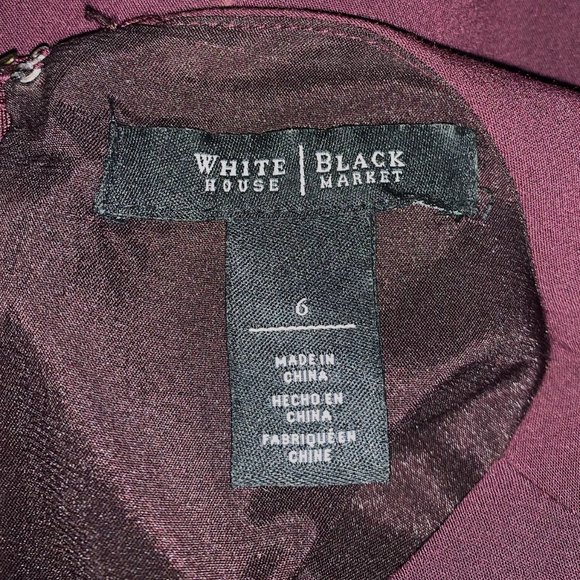 WHITE HOUSE | BLACK MARKET
6
MADE IN
CHINA
HECHO EN
CHINA
FABRIQUÉ EN
CHINE